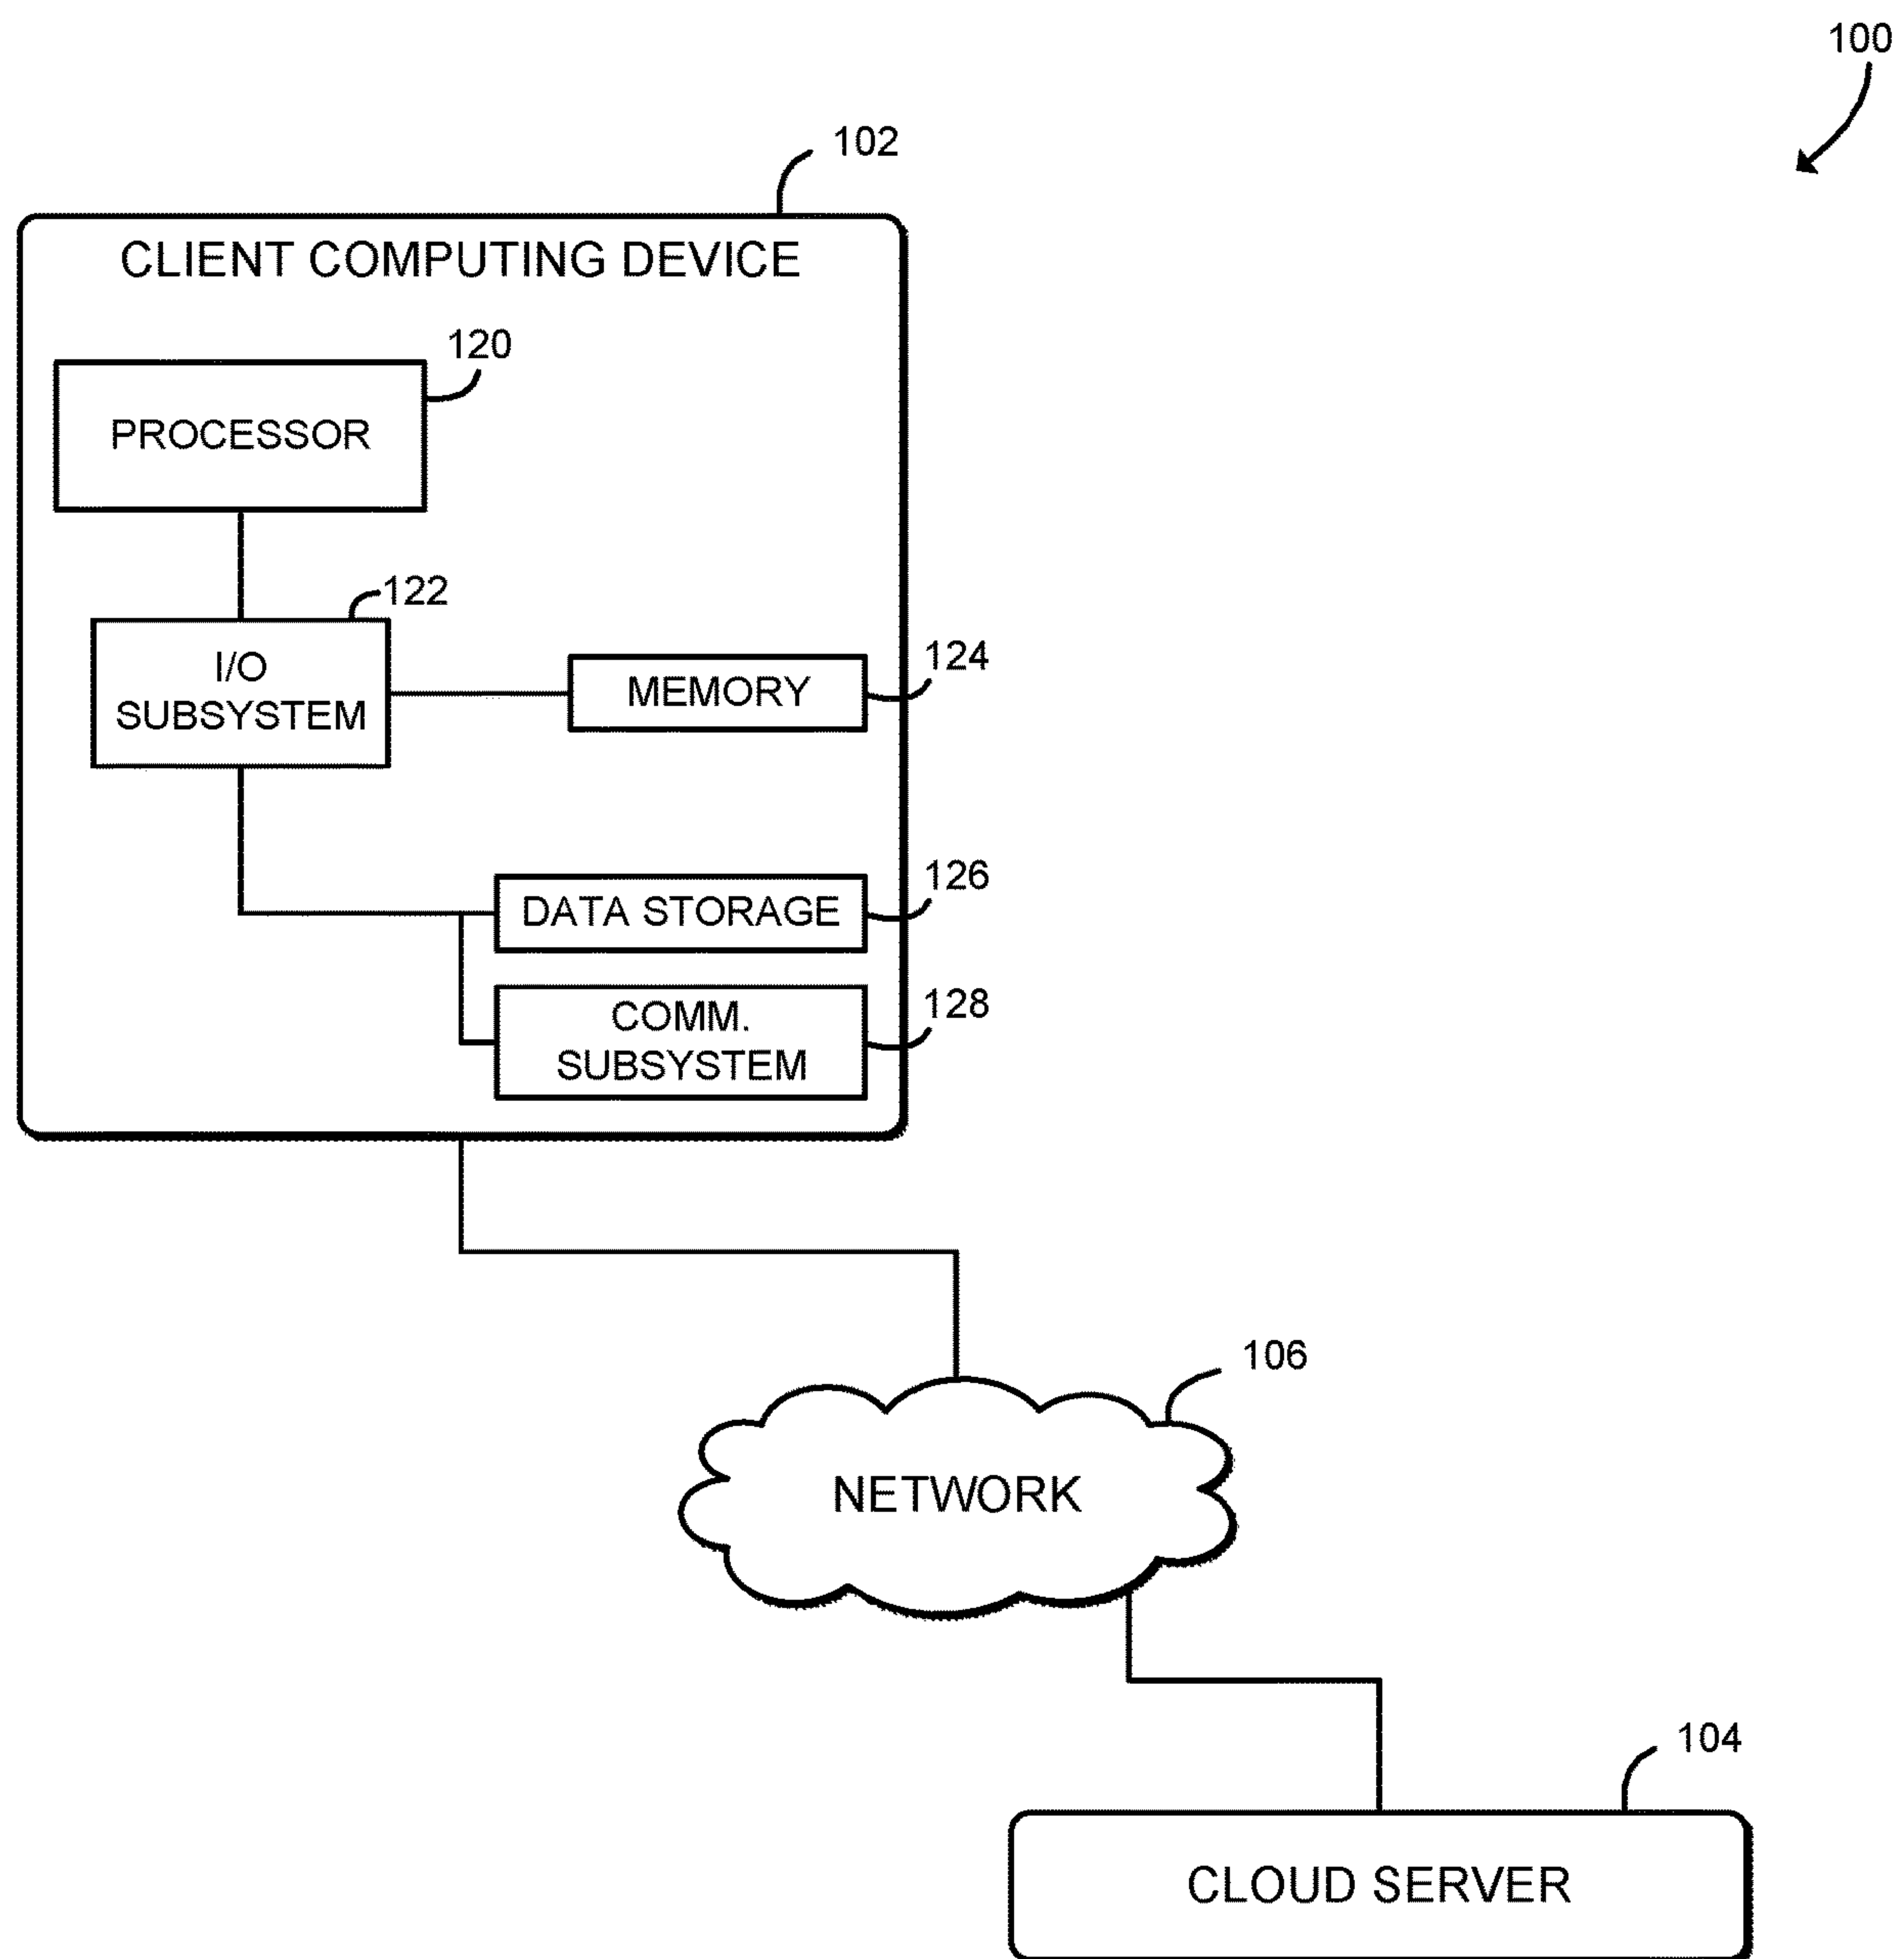 100
102
CLIENT COMPUTING DEVICE
120
PROCESSOR
122
I/O
SUBSYSTEM
124
MEMORY
126
DATA STORAGE
128
COMM.
SUBSYSTEM
106
NETWORK
104
CLOUD SERVER